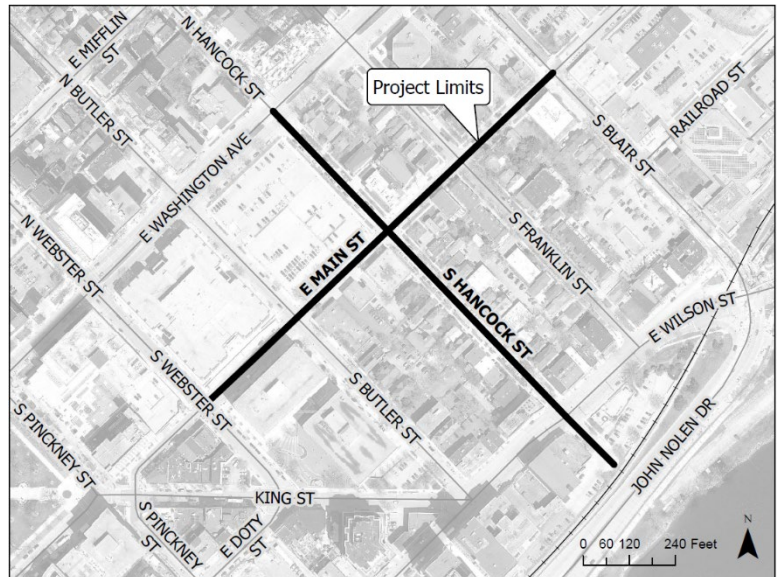 E MIFFLIN
ST
N HANCOCK ST
N BUTLER ST
Project Limits
RAILROAD ST
S BLAIR ST
E WASHINGTON AVE
N WEBSTER ST
S FRANKLIN ST
E MAIN ST
S HANCOCK ST
E WILSON ST
S WEBSTER ST
S BUTLER ST
S PINCKNEY ST
JOHN NOLEN DR
KING ST
S PINCKNEY
ST
E DOTY
ST
N
0 60 120 240 Feet